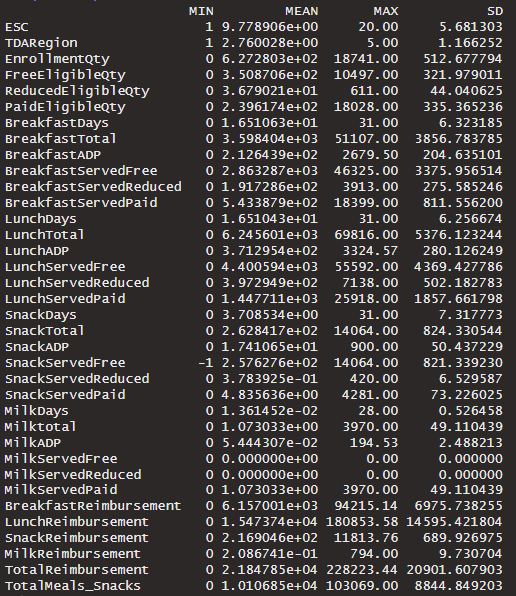 MIN MEAN MAX SD
ESC 1 9.778906e+00 20.00 5.681303
TDARegion 1 2.760028e+00 5.00 1.166252
EnrollmentQty 0 6.272803e+02 18741.00 512.677794
FreeEligibleQty 0 3.508706e+02 10497.00 321.979011
ReducedEligibleQty 0 3.679021e+01 611.00 44.040625
PaidEligibleQty 0 2.396174e+02 18028.00 335.365236
BreakfastDays 0 1.651063e+01 31.00 6.323185
BreakfastTotal 0 3.598404e+03 51107.00 3856.783785
BreakfastADP 0 2.126439e+02 2679.50 204.635101
BreakfastServedFree 0 2.863287e+03 46325.00 3375.956514
BreakfastServedReduced 0 1.917286e+02 3913.00 275.585246
BreakfastServedPaid 0 5.433879e+02 18399.00 811.556200
LunchDays 0 1.651043e+01 31.00 6.256674
LunchTotal 0 6.245601e+03 69816.00 5376.123244
LunchADP 0 3.712954e+02 3324.57 280.126249
LunchServedFree 0 4.400594e+03 55592.00 4369.427786
LunchServedReduced 0 3.972949e+02 7138.00 502.182783
LunchServedPaid 0 1.447711e+03 25918.00 1857.661798
SnackDays 0 3.708534e+00 31.00 7.317773
SnackTotal 0 2.628417e+02 14064.00 824.330544
SnackADP 0 1.741065e+01 900.00 50.437229
SnackServedFree -1 2.576276e+02 14064.00 821.339230
SnackServedReduced 0 3.783925e-01 420.00 6.529587
SnackServedPaid 0 4.835636e+00 4281.00 73.226025
MilkDays 0 1.361452e-02 28.00 0.526458
Milktotal 0 1.073033e+00 3970.00 49.110439
MilkADP 0 5.444307e-02 194.53 2.488213
MilkServedFree 0 0.000000e+00 0.00 0.000000
MilkServedReduced 0 0.000000e+00 0.00 0.000000
MilkServedPaid 0 1.073033e+00 3970.00 49.110439
BreakfastReimbursement 0 6.157001e+03 94215.14 6975.738255
LunchReimbursement 0 1.547374e+04 180853.58 14595.421804
SnackReimbursement 0 2.169046e+02 11813.76 689.926975
MilkReimbursement 0 2.086741e-01 794.00 9.730704
TotalReimbursement 0 2.184785e+04 228223.44 20901.607903
TotalMeals_Snacks 0 1.010685e+04 103069.00 8844.849203